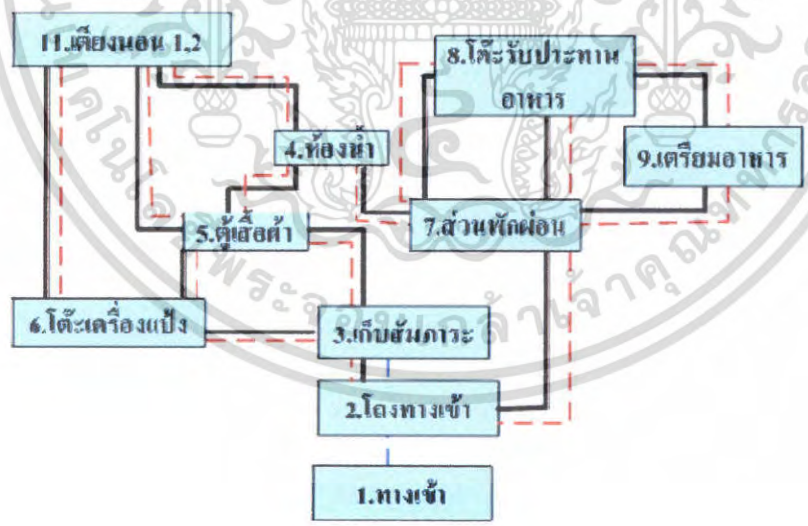 11.เตียงนอน 1,2
8.โต๊ะรับประทาน
อาหาร
4.ห้องน้ำ
9.เตรียมอาหาร
5.ตู้เสื้อผ้า
7.ส่วนพักผ่อน
6.โต๊ะเครื่องแป้ง
3.เก็บสัมภาระ
2.โถงทางเข้า
1.ทางเข้า